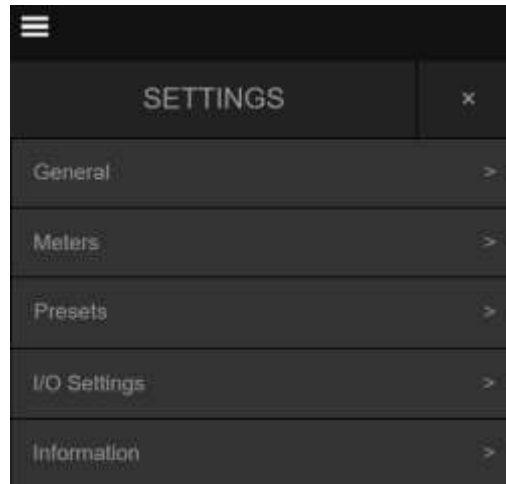 SETTINGS ×
General >
Meters >
Presets >
I/O Settings >
Information >